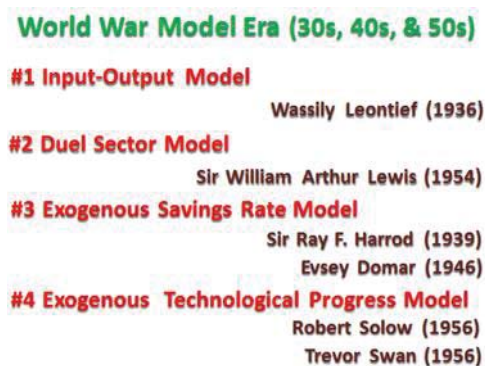 World War Model Era (30s, 40s, & 50s)
#1 Input-Output Model
Wassily Leontief (1936)
#2 Duel Sector Model
Sir William Arthur Lewis (1954)
#3 Exogenous Savings Rate Model
Sir Ray F. Harrod (1939)
Evsey Domar (1946)
#4 Exogenous Technological Progress Model
Robert Solow (1956)
Trevor Swan (1956)